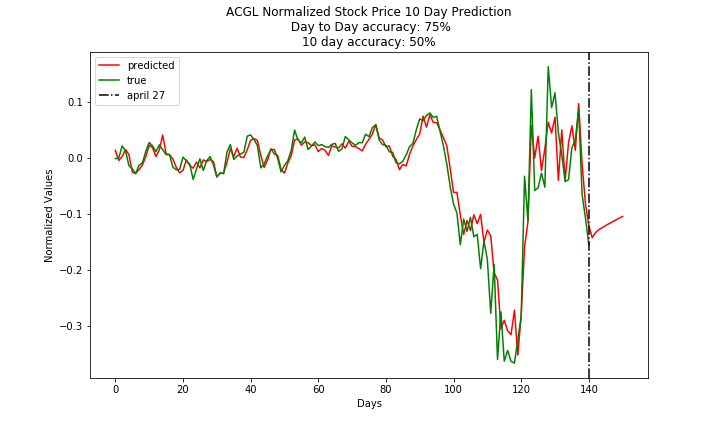 ACGL Normalized Stock Price 10 Day Prediction
Day to Day accuracy: 75%
10 day accuracy: 50%
predicted
true
april 27
Normalized Values
0.1
0.0
−0.1
−0.2
−0.3
0 20 40 60 80 100 120 140
Days